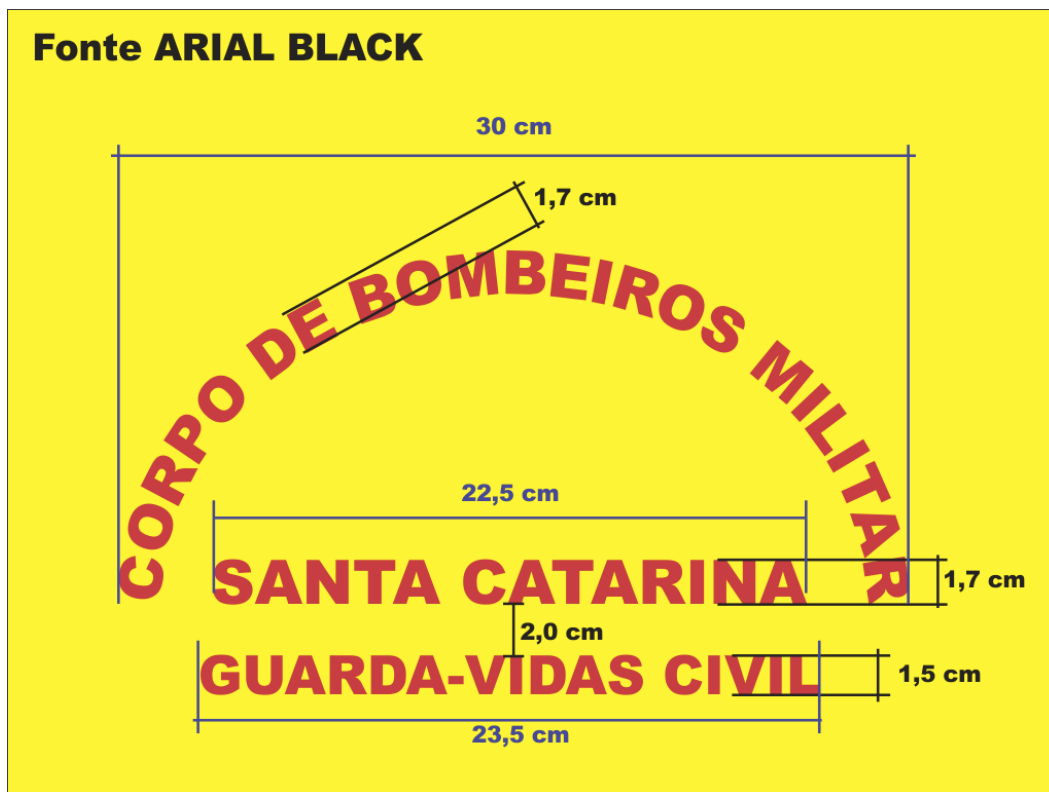 Fonte ARIAL BLACK
30 cm
1,7 cm
CORPO DE BOMBEIROS MILITAR
22,5 cm
SANTA CATARINA
1,7 cm
2,0 cm
GUARDA-VIDAS CIVIL
1,5 cm
23,5 cm